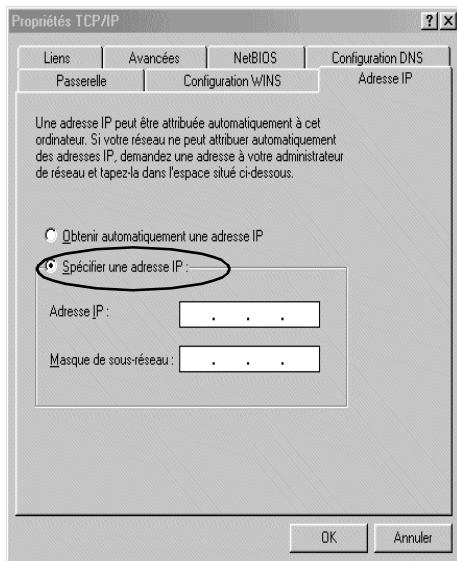 Propriétés TCP/IP
Liens Avancées NetBIOS Configuration DNS
Passerelle Configuration WINS Adresse IP
Une adresse IP peut être attribuée automatiquement à cet
ordinateur. Si votre réseau ne peut attribuer automatiquement
des adresses IP, demandez une adresse à votre administrateur
de réseau et tapez-la dans l'espace situé ci-dessous.
Obtenir automatiquement une adresse IP
Spécifier une adresse IP :
Adresse IP :
Masque de sous-réseau :
OK Annuler